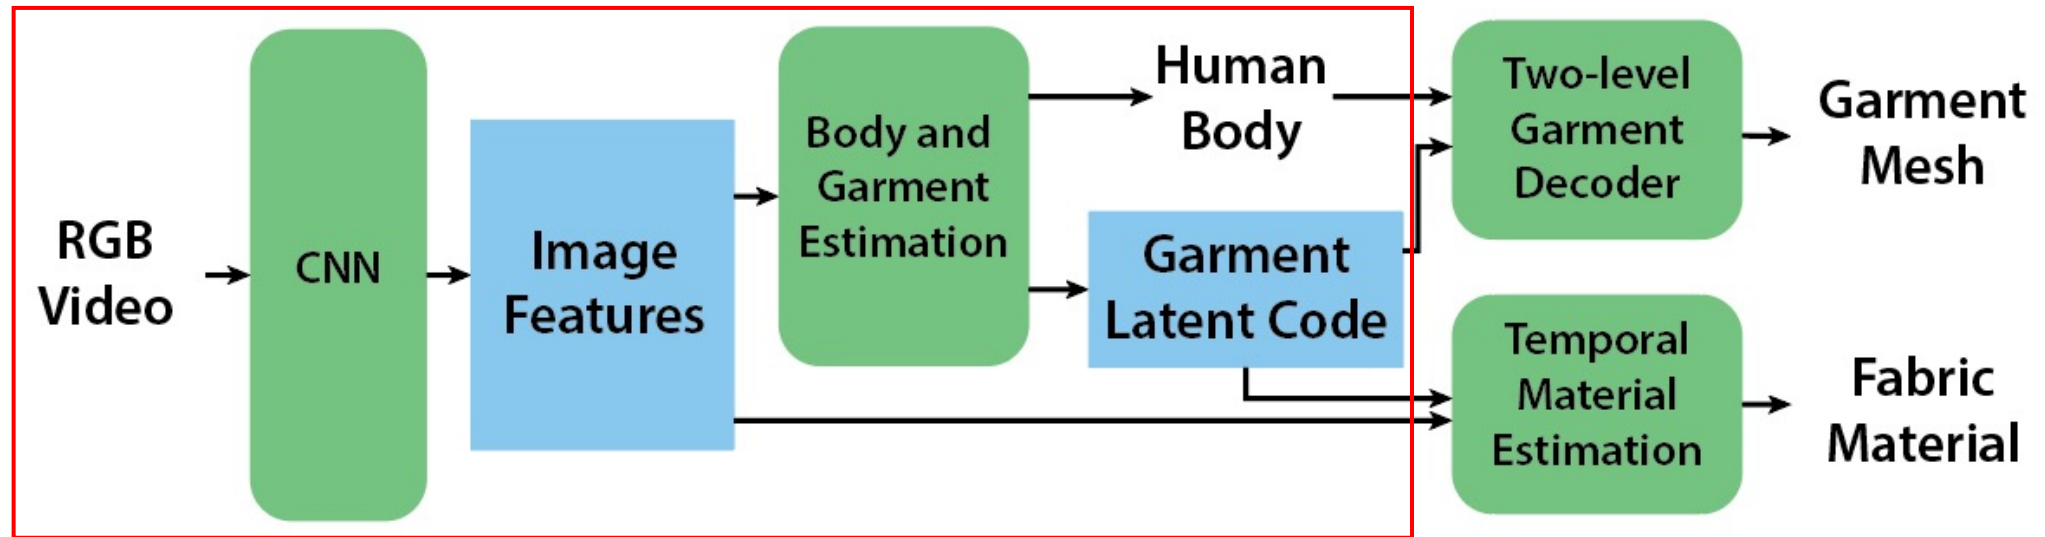 RGB
Video
CNN
Image
Features
Body and
Garment
Estimation
Human
Body
Garment
Latent Code
Two-level
Garment
Decoder
Temporal
Material
Estimation
Garment
Mesh
Fabric
Material